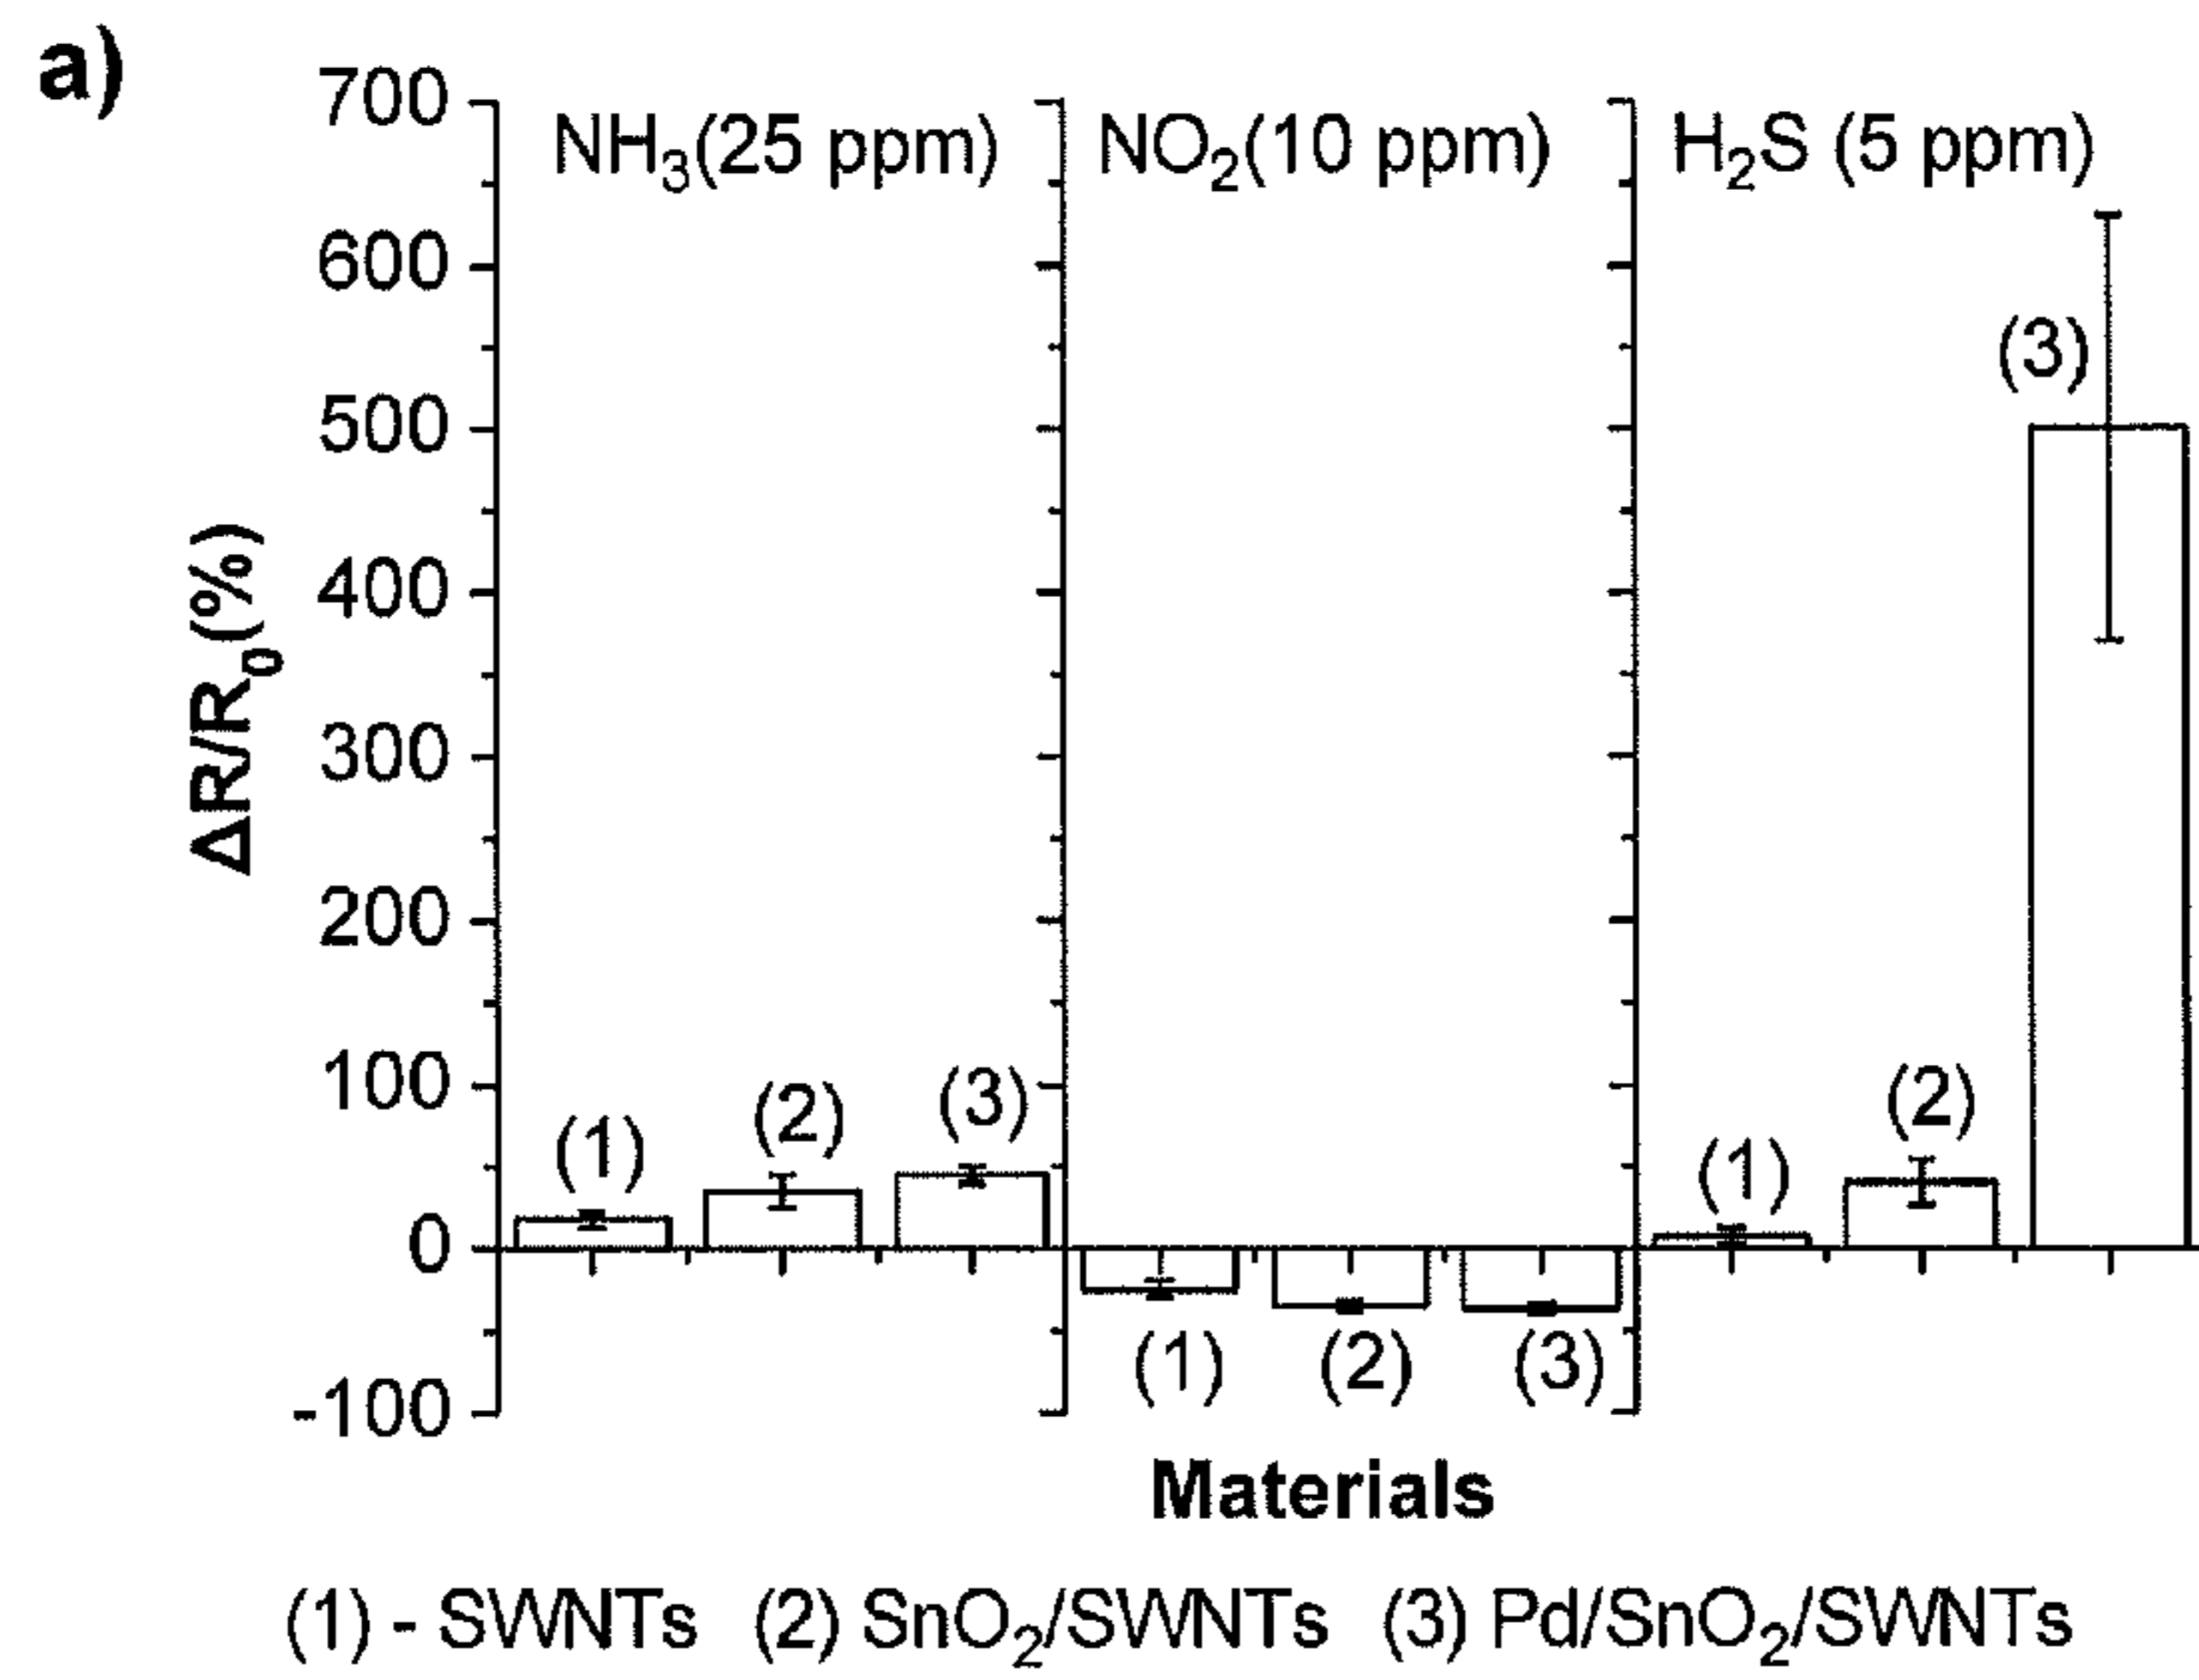 a)
700
NH₃(25 ppm) NO₂(10 ppm) H₂S (5 ppm)
600
(3)
500
400
ΔR/R₀(%)
300
200
100
(1) (2) (3) (1) (2)
0
(1) (2) (3)
-100
Materials
(1) - SWNTs (2) SnO₂/SWNTs (3) Pd/SnO₂/SWNTs